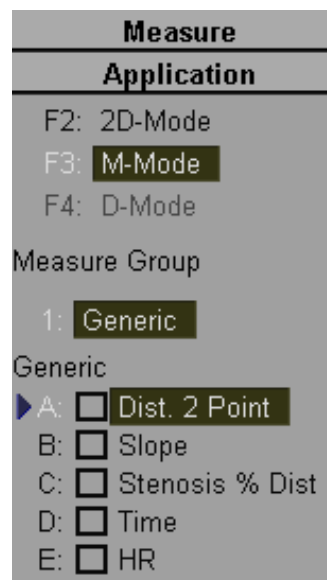 Measure
Application
F2: 2D-Mode
F3: M-Mode
F4: D-Mode
Measure Group
1: Generic
Generic
A: Dist. 2 Point
B: Slope
C: Stenosis % Dist
D: Time
E: HR